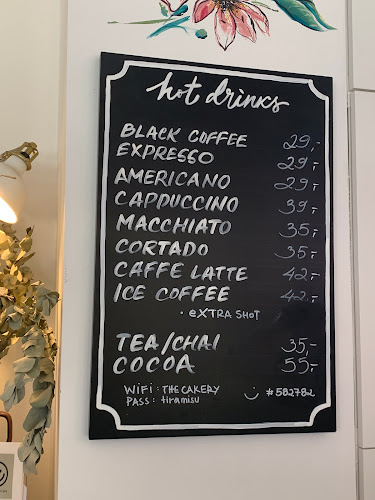 hot drinks
BLACK COFFEE 29,-
EXPRESSO 29,-
AMERICANO 29,-
CAPPUCCINO 39,-
MACCHIATO 35,-
CORTADO 35,-
CAFFE LATTE 42,-
ICE COFFEE 42,-
• eXTRA SHOT
TEA/CHAI 35,-
COCOA 55,-
WIFI: THE CAKERY
PASS: tiramisu #582782